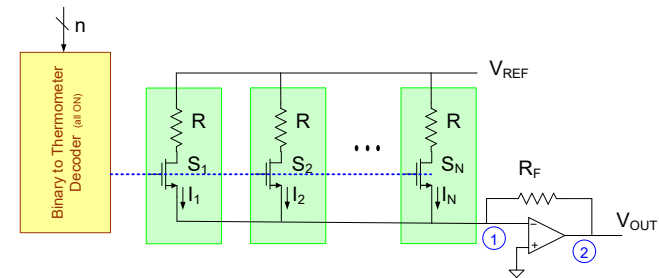 n
Binary to Thermometer
Decoder (all ON)
V_REF
R
R
R
S_1
S_2
S_N
I_1
I_2
I_N
R_F
V_OUT
1
2